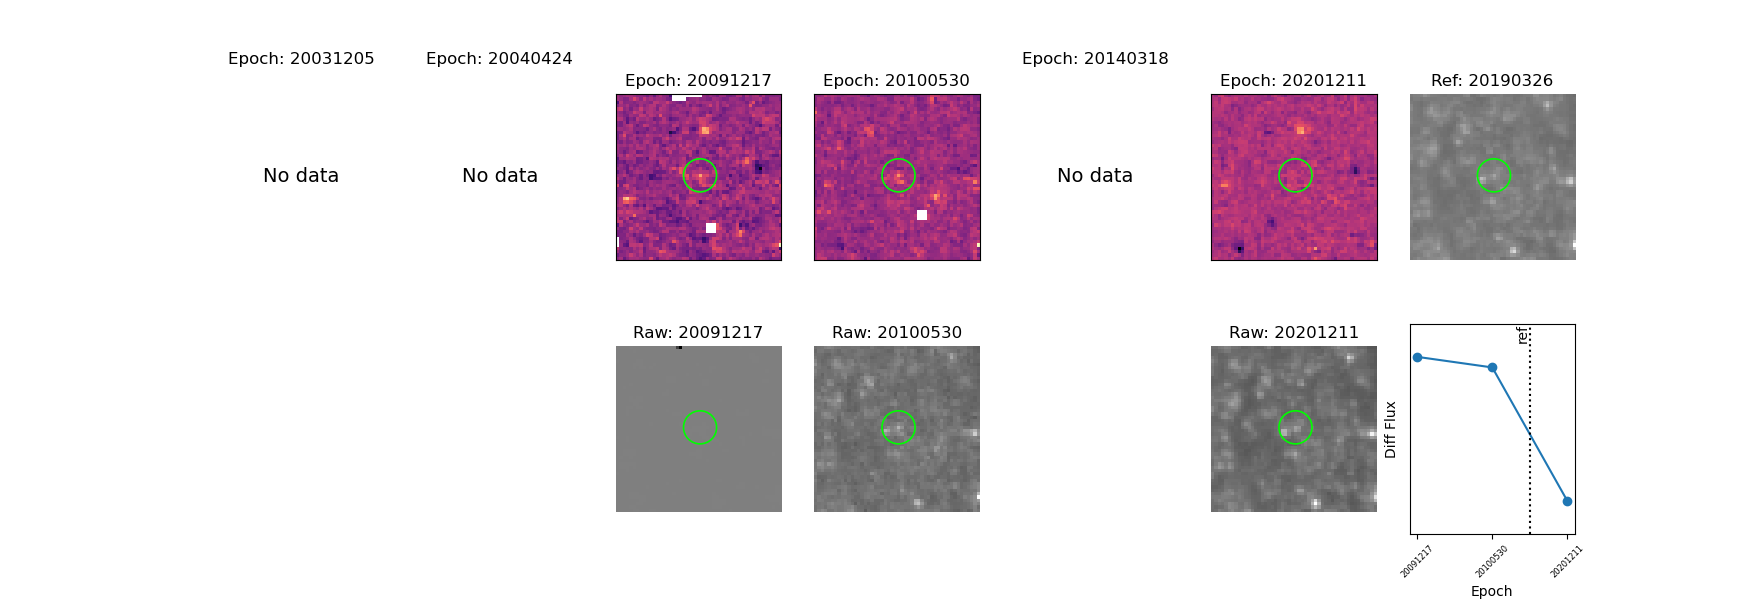 Epoch: 20031205
Epoch: 20040424
Epoch: 20091217
Epoch: 20100530
Epoch: 20140318
Epoch: 20201211
Ref: 20190326
No data
No data
No data
Raw: 20091217
Raw: 20100530
Raw: 20201211
ref
Diff Flux
20091217
20100530
20201211
Epoch